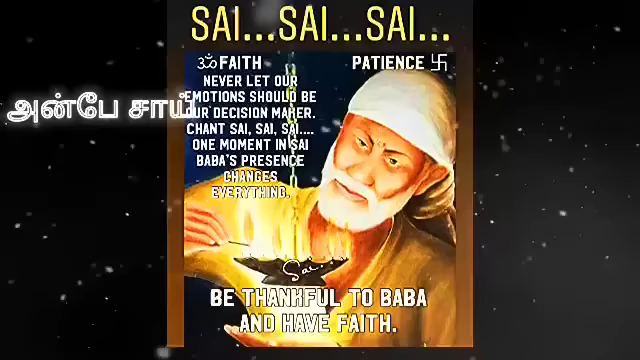 SAI...SAI...SAI...
ॐ FAITH
PATIENCE 卐
NEVER LET OUR
EMOTIONS SHOULD BE
OUR DECISION MAKER.
CHANT SAI, SAI, SAI....
ONE MOMENT IN SAI
BABA'S PRESENCE
CHANGES
EVERYTHING.
அன்பே சாய்
Sai
BE THANKFUL TO BABA
AND HAVE FAITH.